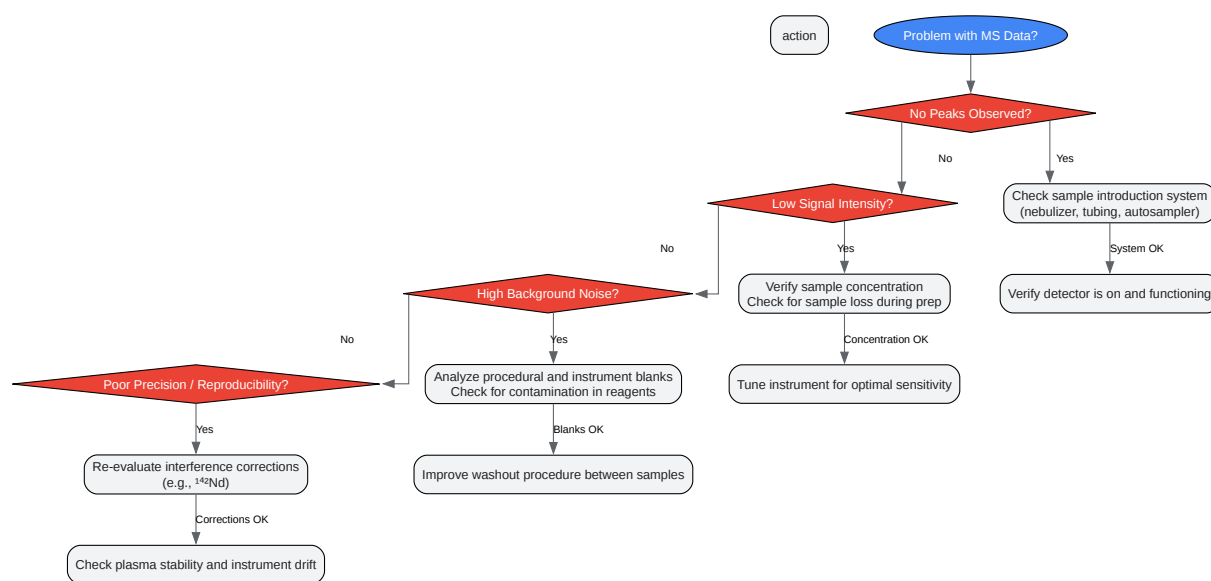 action
Problem with MS Data?
No Peaks Observed?
No
Yes
Check sample introduction system
(nebulizer, tubing, autosampler)
Low Signal Intensity?
No
Yes
System OK
Verify sample concentration
Check for sample loss during prep
Verify detector is on and functioning
High Background Noise?
No
Yes
Concentration OK
Analyze procedural and instrument blanks
Check for contamination in reagents
Tune instrument for optimal sensitivity
Poor Precision / Reproducibility?
Yes
Blanks OK
Re-evaluate interference corrections
(e.g., ¹⁴²Nd)
Improve washout procedure between samples
Corrections OK
Check plasma stability and instrument drift